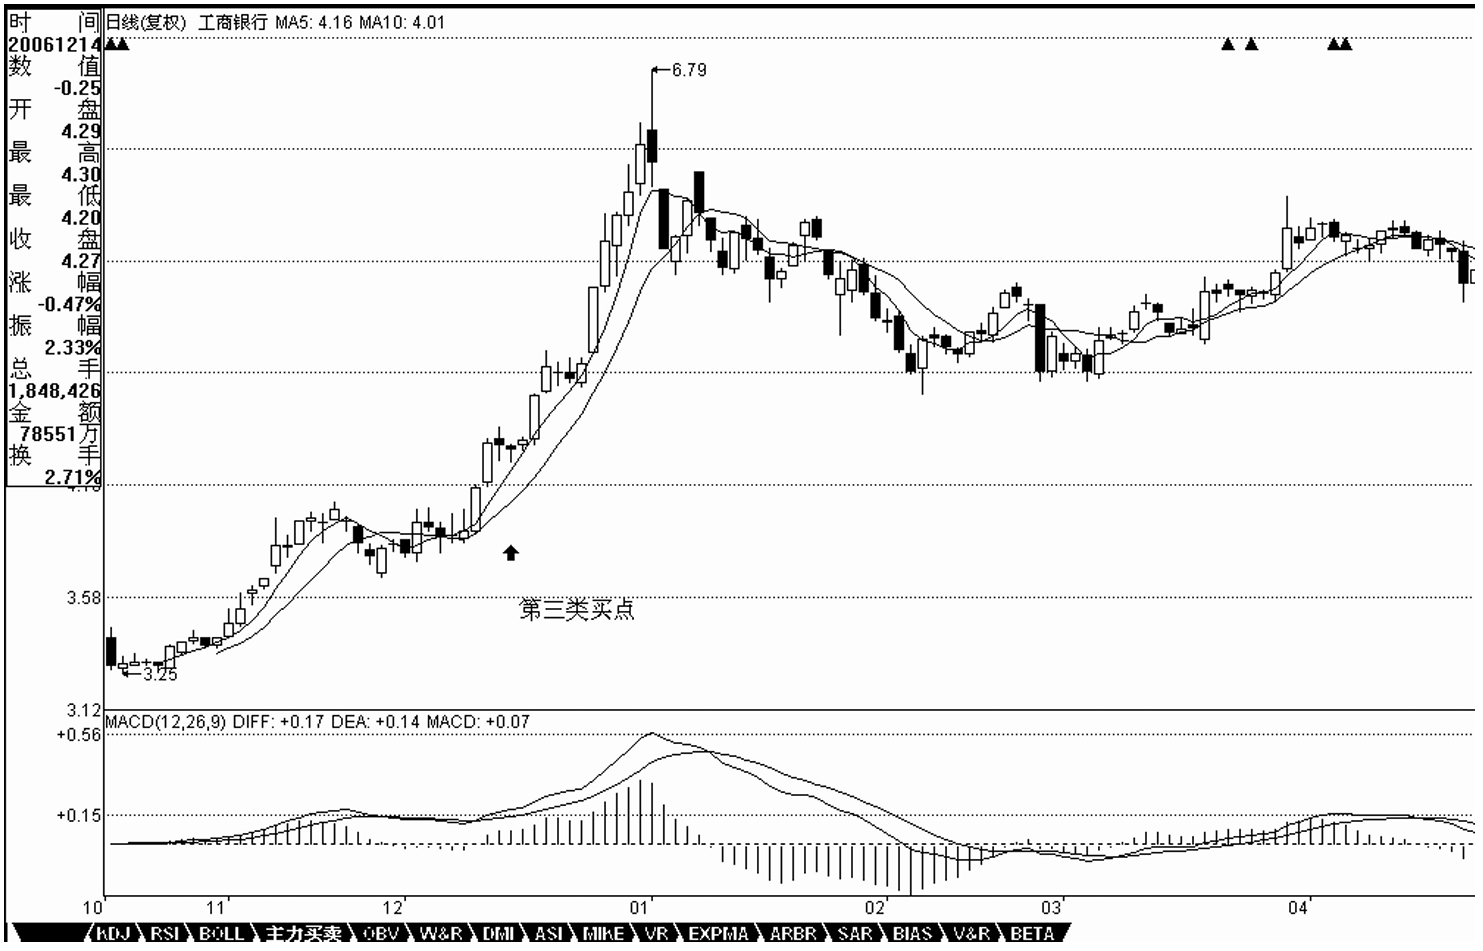 时 间
20061214
数 值
-0.25
开 盘
4.29
最 高
4.30
最 低
4.20
收 盘
4.27
涨 幅
-0.47%
振 幅
2.33%
总 手
1,848,426
金 额
78551万
换 手
2.71%
日线(复权) 工商银行 MA5: 4.16 MA10: 4.01
6.79
第三类买点
3.25
3.58
3.12
MACD(12,26,9) DIFF: +0.17 DEA: +0.14 MACD: +0.07
+0.56
+0.15
10 11 12 01 02 03 04
KDJ RSI BOLL 主力买卖 OBV W&R DMI ASI MIKE VR EXPMA ARBR SAR BIAS V&R BETA